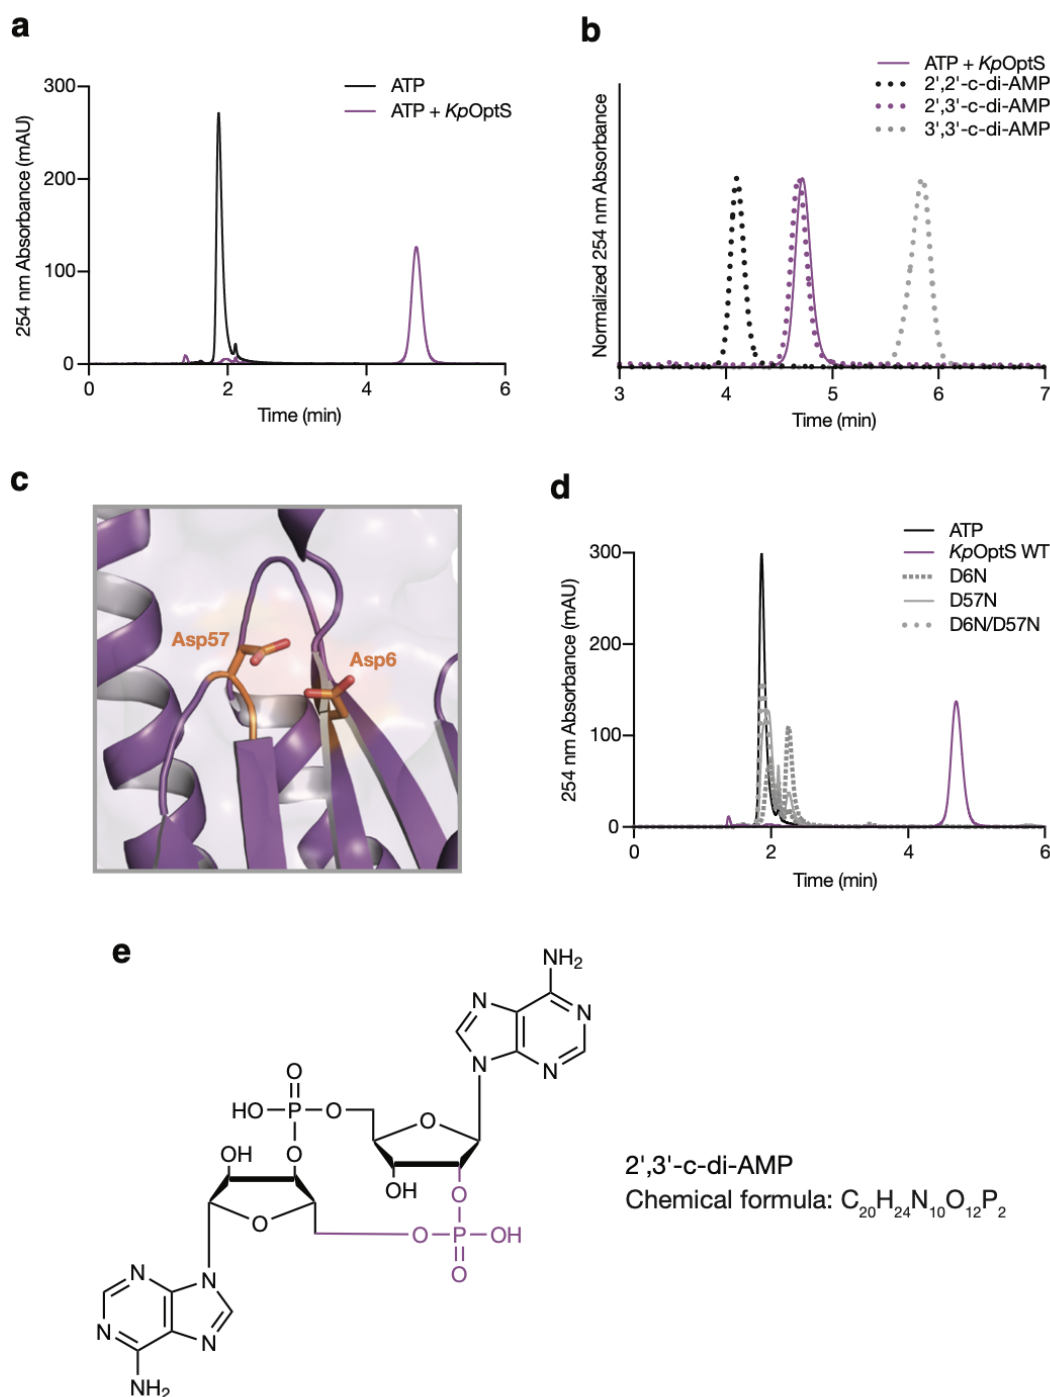 a
300
200
100
0
254 nm Absorbance (mAU)
0
2
4
6
Time (min)
ATP
ATP + KpOptS
b
ATP + KpOptS
2',2'-c-di-AMP
2',3'-c-di-AMP
3',3'-c-di-AMP
Normalized 254 nm Absorbance
3
4
5
6
7
Time (min)
c
Asp57
Asp6
d
ATP
KpOptS WT
D6N
D57N
D6N/D57N
300
200
100
0
254 nm Absorbance (mAU)
0
2
4
6
Time (min)
e
NH₂
N
N
N
N
O
HO
P
O
O
O
OH
OH
O
O
O
P
OH
O
N
N
N
N
NH₂
2',3'-c-di-AMP
Chemical formula: C₂₀H₂₄N₁₀O₁₂P₂